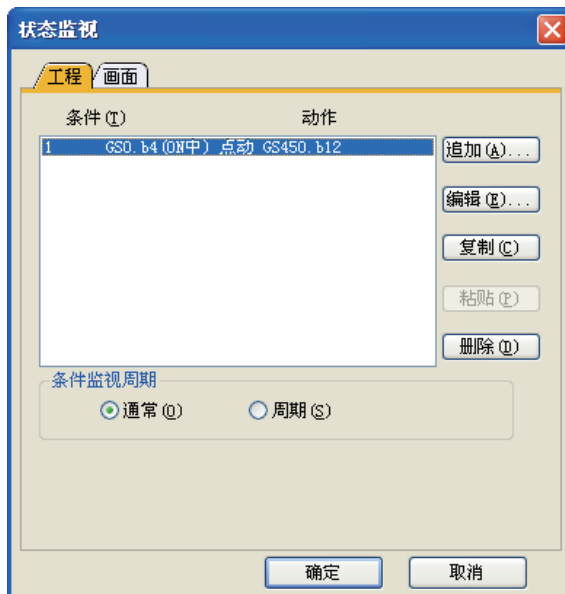 状态监视
工程 画面
条件(T) 动作
1 GS0.b4(ON中) 点动 GS450.b12
追加(A)...
编辑(E)...
复制(C)
粘贴(P)
删除(D)
条件监视周期
通常(O) 周期(S)
确定 取消